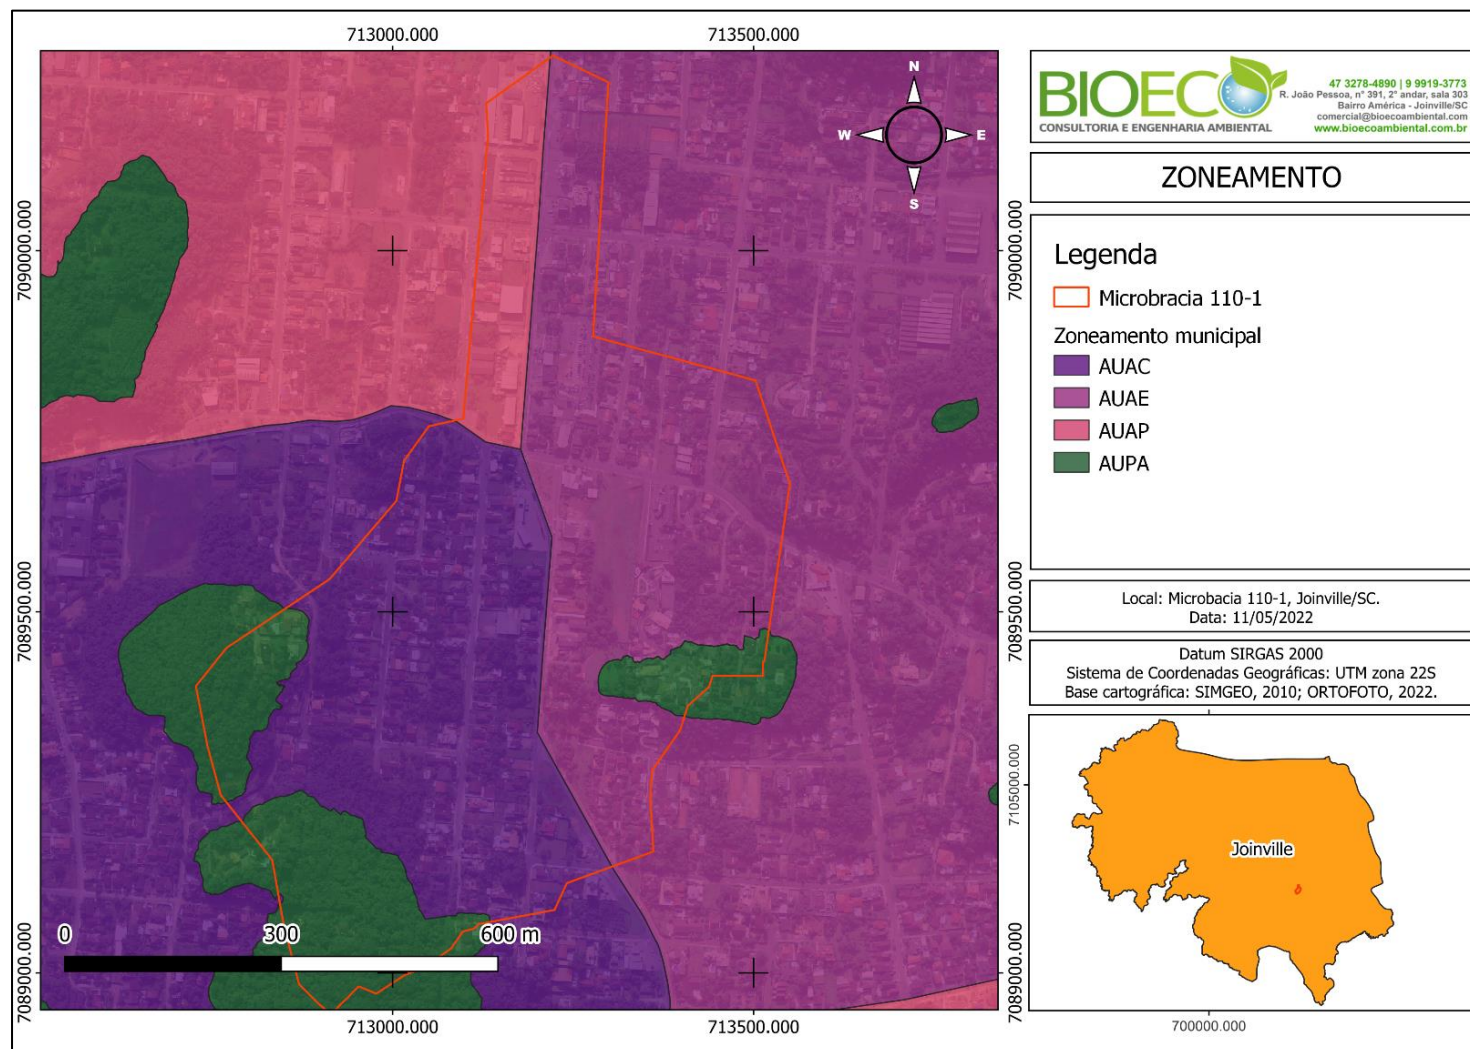 713000.000
713500.000
N
W
E
S
7090000.000
7090000.000
7089500.000
7089500.000
7089000.000
7089000.000
0
300
600 m
713000.000
713500.000
BIOECO
CONSULTORIA E ENGENHARIA AMBIENTAL
47 3278-4890 | 9 9919-3773
R. João Pessoa, n° 391, 2° andar, sala 303
Bairro América - Joinville/SC
comercial@bioecoambiental.com
www.bioecoambiental.com.br
ZONEAMENTO
Legenda
Microbracia 110-1
Zoneamento municipal
AUAC
AUAE
AUAP
AUPA
Local: Microbacia 110-1, Joinville/SC.
Data: 11/05/2022
Datum SIRGAS 2000
Sistema de Coordenadas Geográficas: UTM zona 22S
Base cartográfica: SIMGEO, 2010; ORTOFOTO, 2022.
7105000.000
Joinville
700000.000